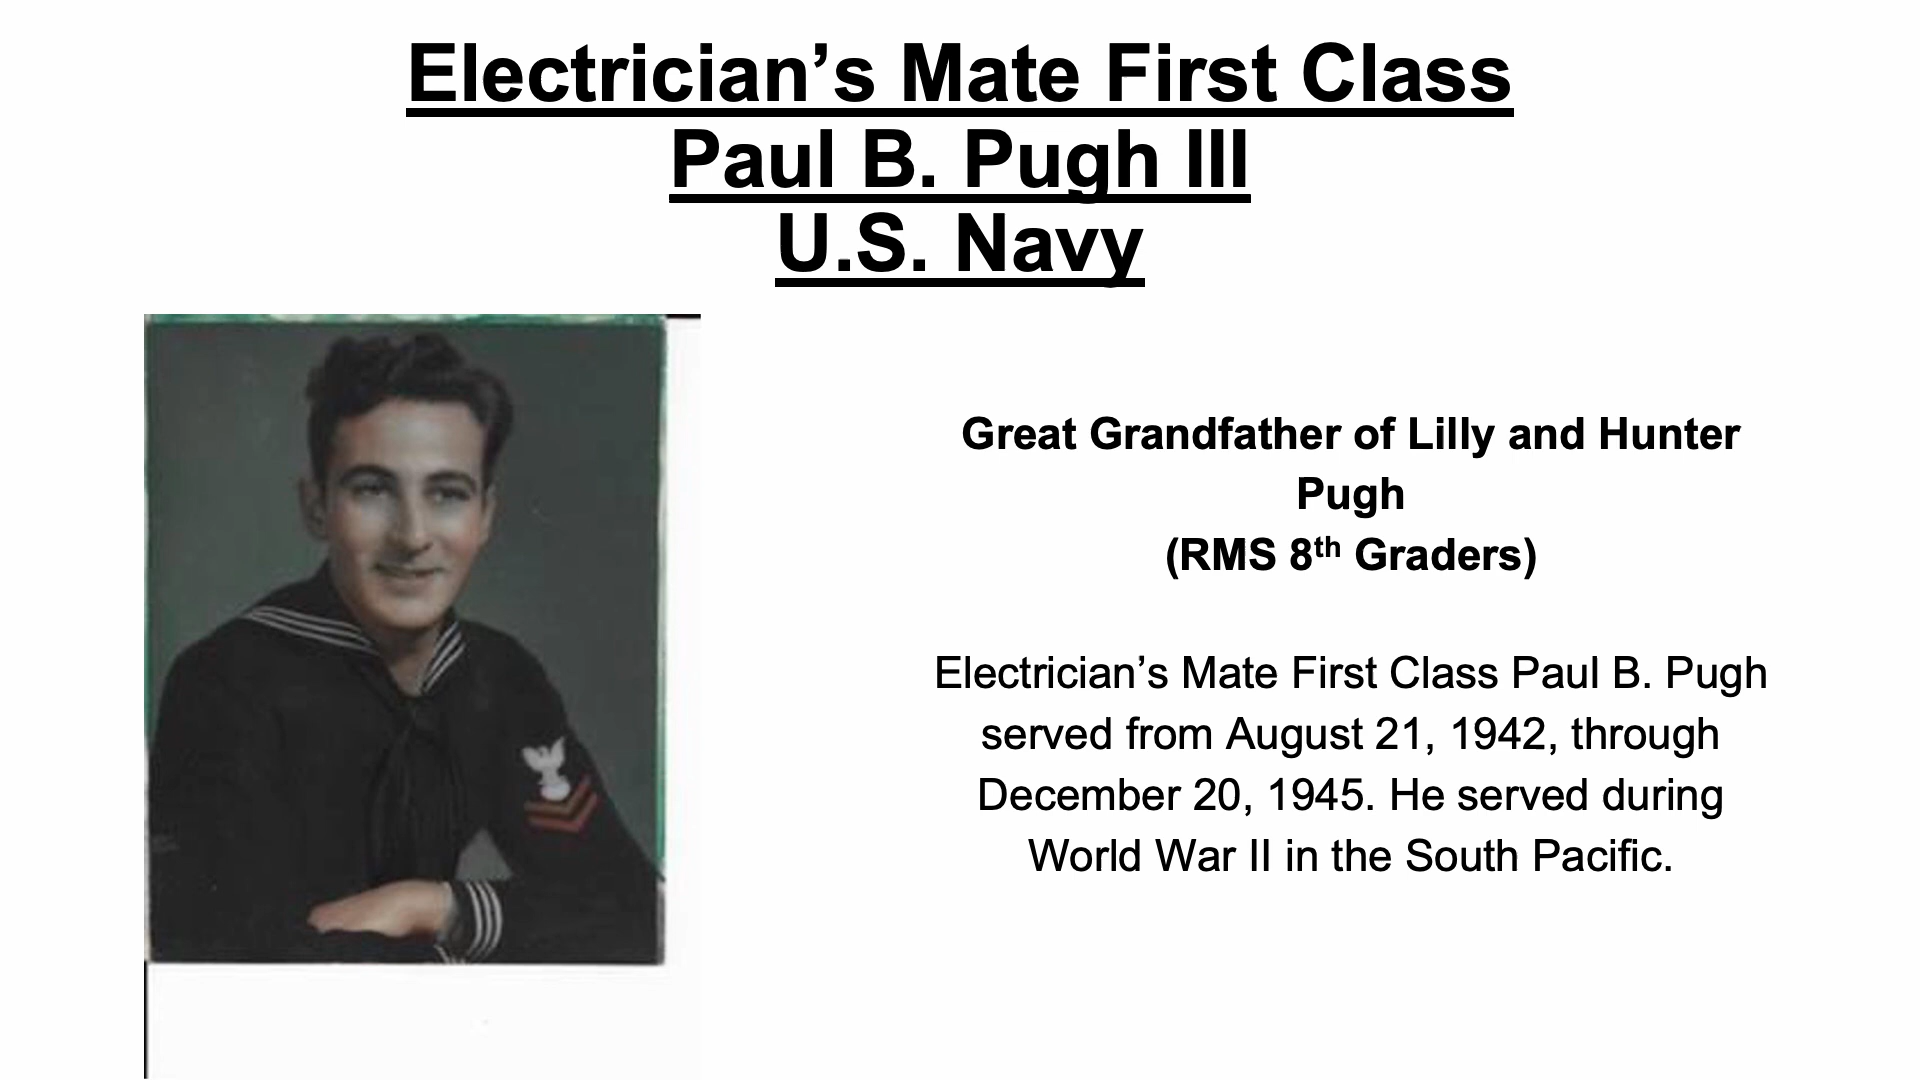 Electrician’s Mate First Class
Paul B. Pugh III
U.S. Navy
Great Grandfather of Lilly and Hunter
Pugh
(RMS 8th Graders)
Electrician’s Mate First Class Paul B. Pugh
served from August 21, 1942, through
December 20, 1945. He served during
World War II in the South Pacific.